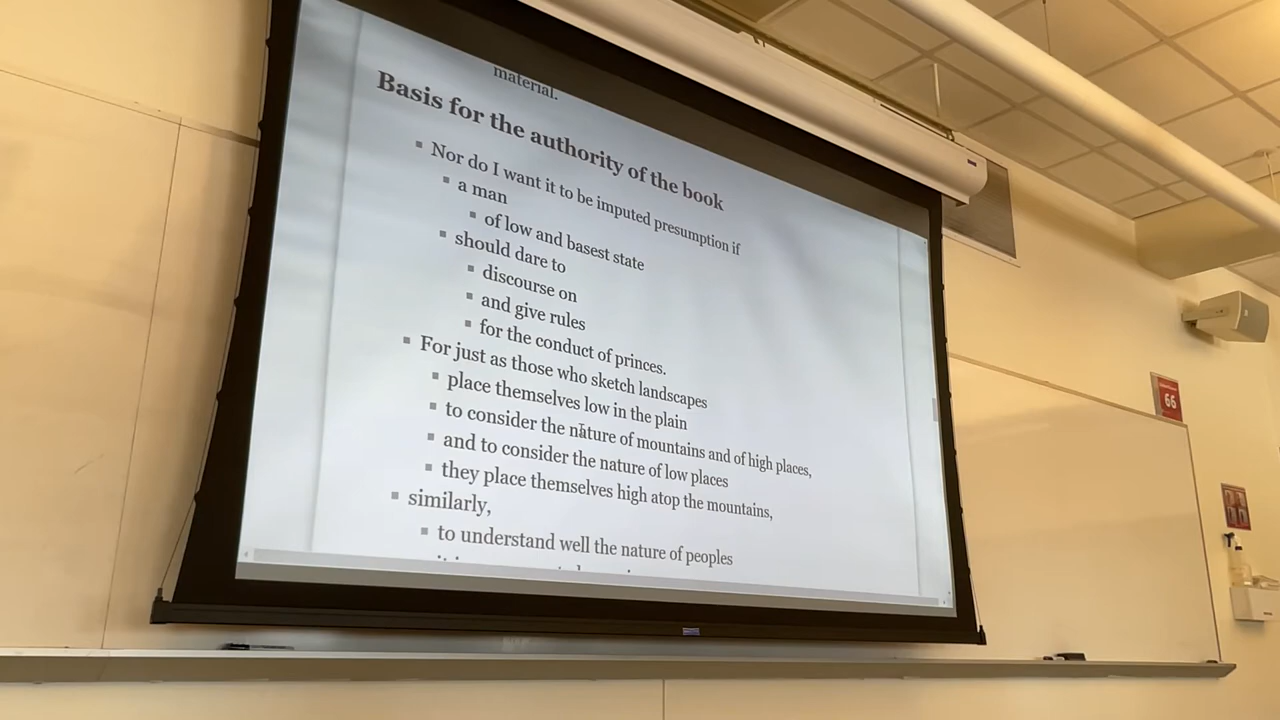 material.
Basis for the authority of the book
▪ Nor do I want it to be imputed presumption if
▪ a man
▪ of low and basest state
▪ should dare to
▪ discourse on
▪ and give rules
▪ for the conduct of princes.
▪ For just as those who sketch landscapes
▪ place themselves low in the plain
▪ to consider the nature of mountains and of high places,
▪ and to consider the nature of low places
▪ they place themselves high atop the mountains,
▪ similarly,
▪ to understand well the nature of peoples
66